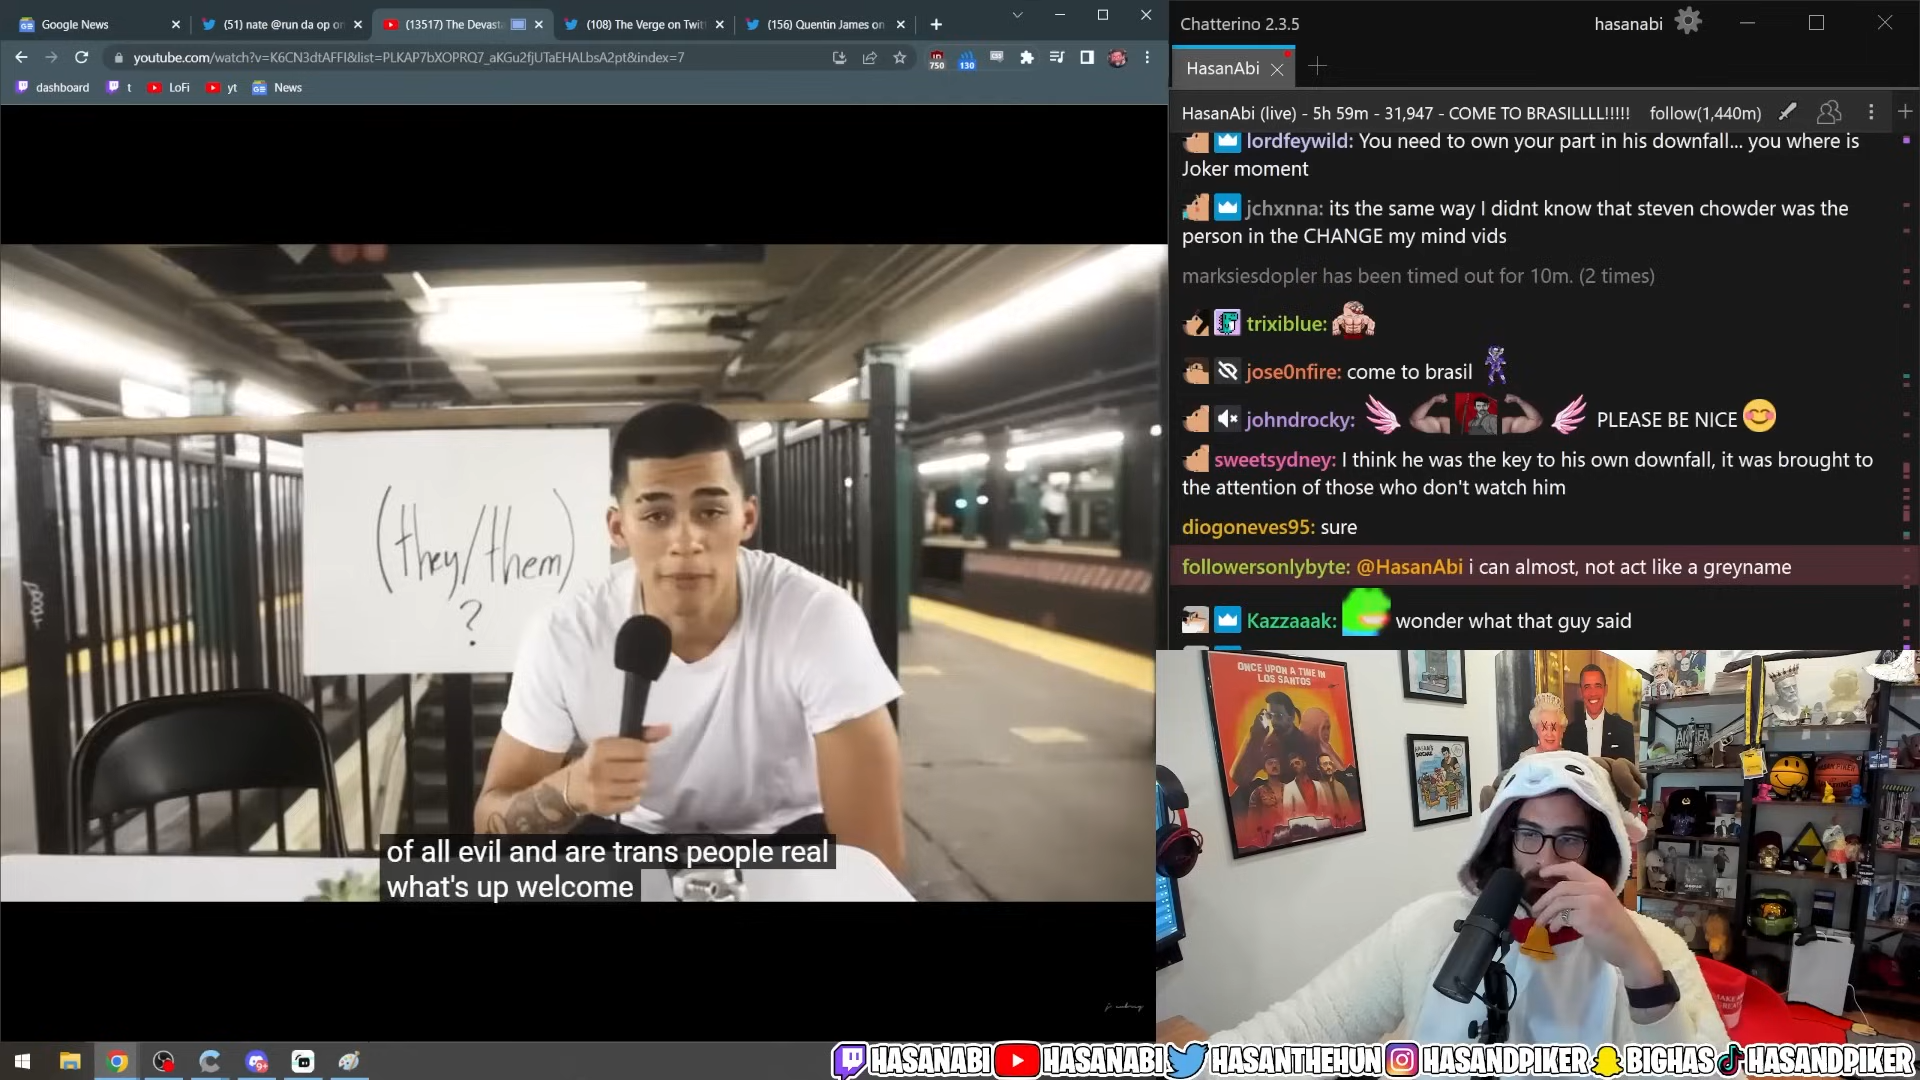 Google News
(51) nate @run da op on
(13517) The Devasta
(108) The Verge on Twitt
(156) Quentin James on
youtube.com/watch?v=K6CN3dtAFFI&list=PLKAP7bXOPRQ7_aKGu2fjUTaEHALbsA2pt&index=7
750
130
dashboard
t
LoFi
yt
News
(they/them)
?
of all evil and are trans people real
what's up welcome
Chatterino 2.3.5
hasanabi
HasanAbi
HasanAbi (live) - 5h 59m - 31,947 - COME TO BRASILLLL!!!!!
follow(1,440m)
lordfeywild: You need to own your part in his downfall... you where is
Joker moment
jchxnna: its the same way I didnt know that steven chowder was the
person in the CHANGE my mind vids
marksiesdopler has been timed out for 10m. (2 times)
trixiblue:
jose0nfire: come to brasil
johndrocky: PLEASE BE NICE
sweetsydney: I think he was the key to his own downfall, it was brought to
the attention of those who don't watch him
diogoneves95: sure
followersonlybyte: @HasanAbi i can almost, not act like a greyname
Kazzaaak: wonder what that guy said
ONCE UPON A TIME IN
LOS SANTOS
ANTIFA
HASANABI
HASANABI
HASANTHEHUN
HASANDPIKER
BIGHAS
HASANDPIKER